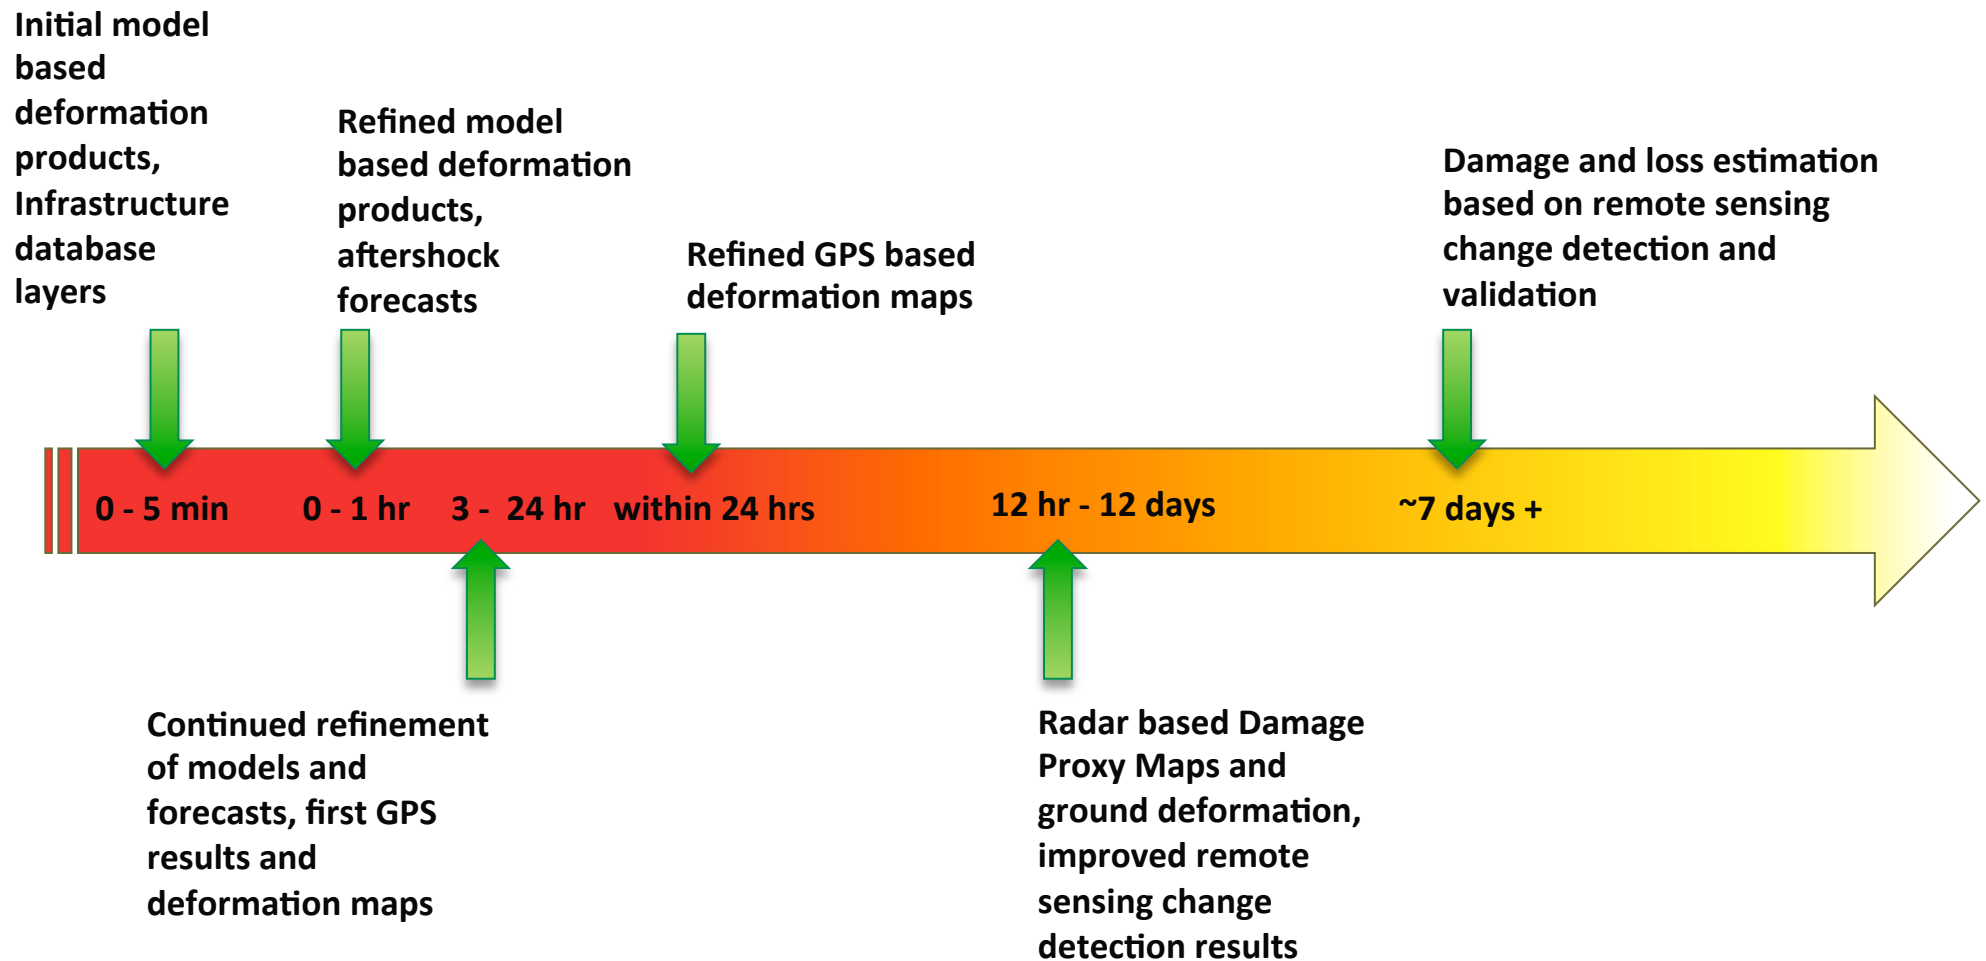 Initial model
based
deformation
products,
Infrastructure
database
layers
Refined model
based deformation
products,
aftershock
forecasts
Refined GPS based
deformation maps
Damage and loss estimation
based on remote sensing
change detection and
validation
0 - 5 min
0 - 1 hr
3 - 24 hr
within 24 hrs
12 hr - 12 days
~7 days +
Continued refinement
of models and
forecasts, first GPS
results and
deformation maps
Radar based Damage
Proxy Maps and
ground deformation,
improved remote
sensing change
detection results